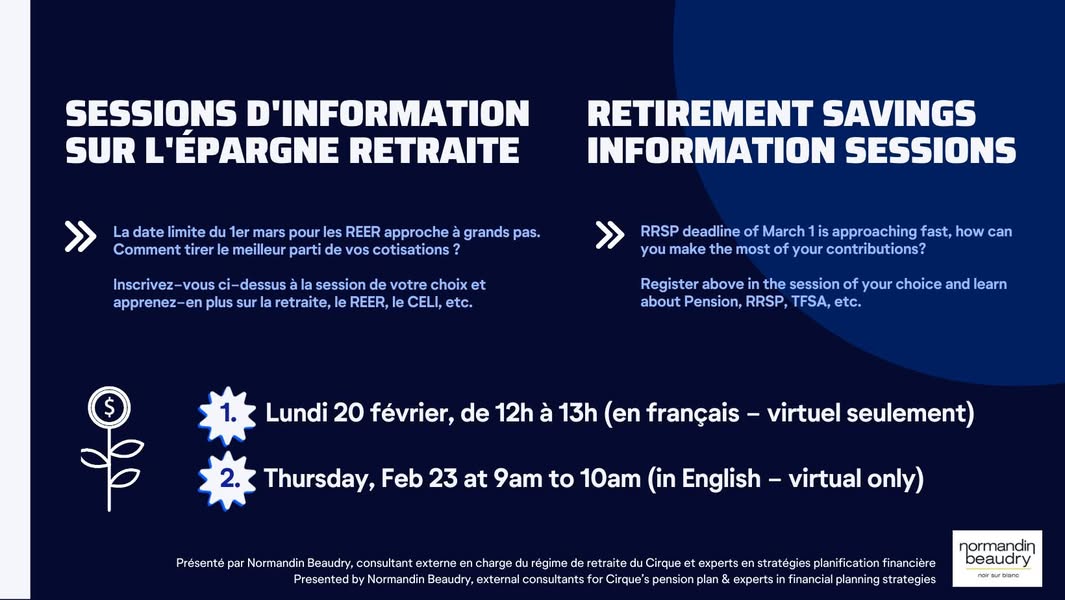 SESSIONS D'INFORMATION
SUR L'ÉPARGNE RETRAITE
La date limite du 1er mars pour les REER approche à grands pas.
Comment tirer le meilleur parti de vos cotisations ?
Inscrivez-vous ci-dessus à la session de votre choix et
apprenez-en plus sur la retraite, le REER, le CELI, etc.
RETIREMENT SAVINGS
INFORMATION SESSIONS
RRSP deadline of March 1 is approaching fast, how can
you make the most of your contributions?
Register above in the session of your choice and learn
about Pension, RRSP, TFSA, etc.
$
1. Lundi 20 février, de 12h à 13h (en français – virtuel seulement)
2. Thursday, Feb 23 at 9am to 10am (in English – virtual only)
Présenté par Normandin Beaudry, consultant externe en charge du régime de retraite du Cirque et experts en stratégies planification financière
Presented by Normandin Beaudry, external consultants for Cirque's pension plan & experts in financial planning strategies
normandin
beaudry
noir sur blanc